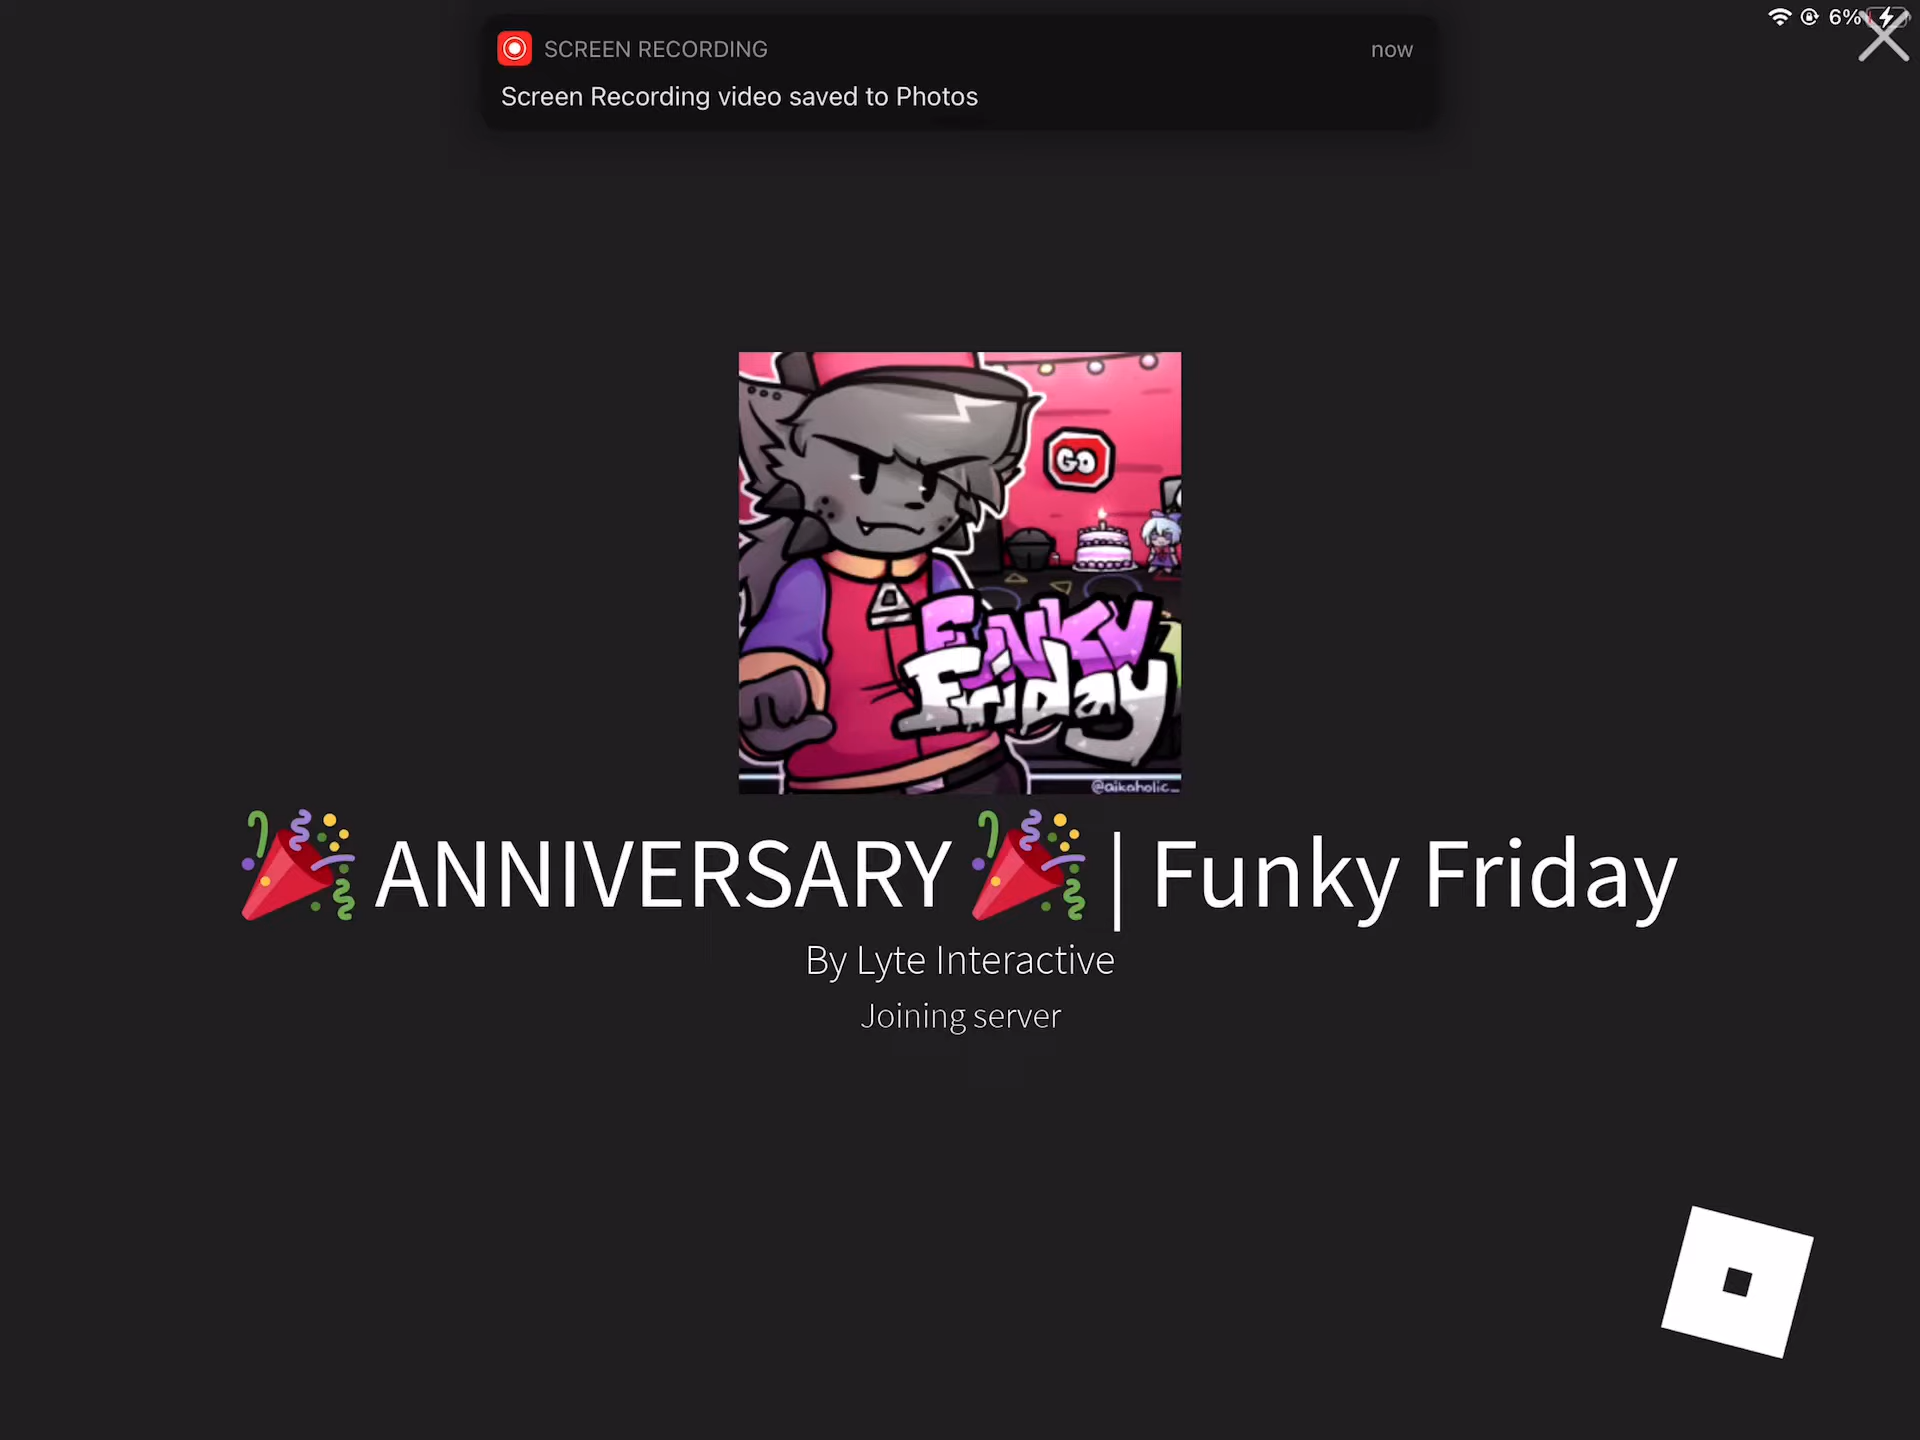 6%
SCREEN RECORDING
now
Screen Recording video saved to Photos
GO
FUNKY
Friday
@aikaholic_
🎉 ANNIVERSARY 🎉 | Funky Friday
By Lyte Interactive
Joining server